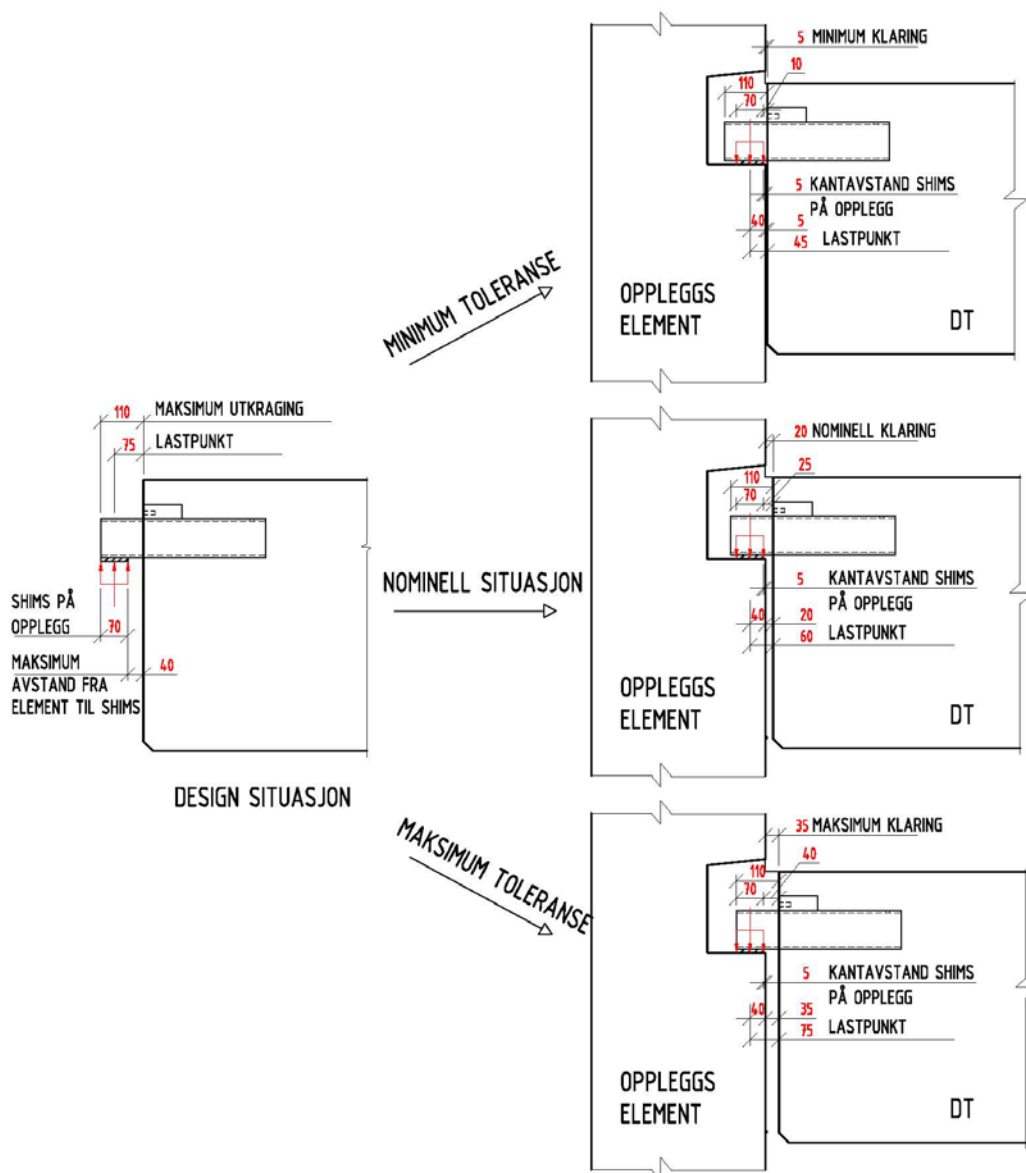 5 MINIMUM KLARING
10
110
70
5 KANTAVSTAND SHIMS
PÅ OPPLEGG
40 5
45 LASTPUNKT
OPPLEGGS
ELEMENT
DT
MINIMUM TOLERANSE
110 MAKSIMUM UTKRAGING
75 LASTPUNKT
SHIMS PÅ
OPPLEGG
70
MAKSIMUM
AVSTAND FRA
ELEMENT TIL SHIMS
40
DESIGN SITUASJON
NOMINELL SITUASJON
20 NOMINELL KLARING
25
110
70
5 KANTAVSTAND SHIMS
PÅ OPPLEGG
40 20
60 LASTPUNKT
OPPLEGGS
ELEMENT
DT
MAKSIMUM TOLERANSE
35 MAKSIMUM KLARING
40
110
70
5 KANTAVSTAND SHIMS
PÅ OPPLEGG
40 35
75 LASTPUNKT
OPPLEGGS
ELEMENT
DT